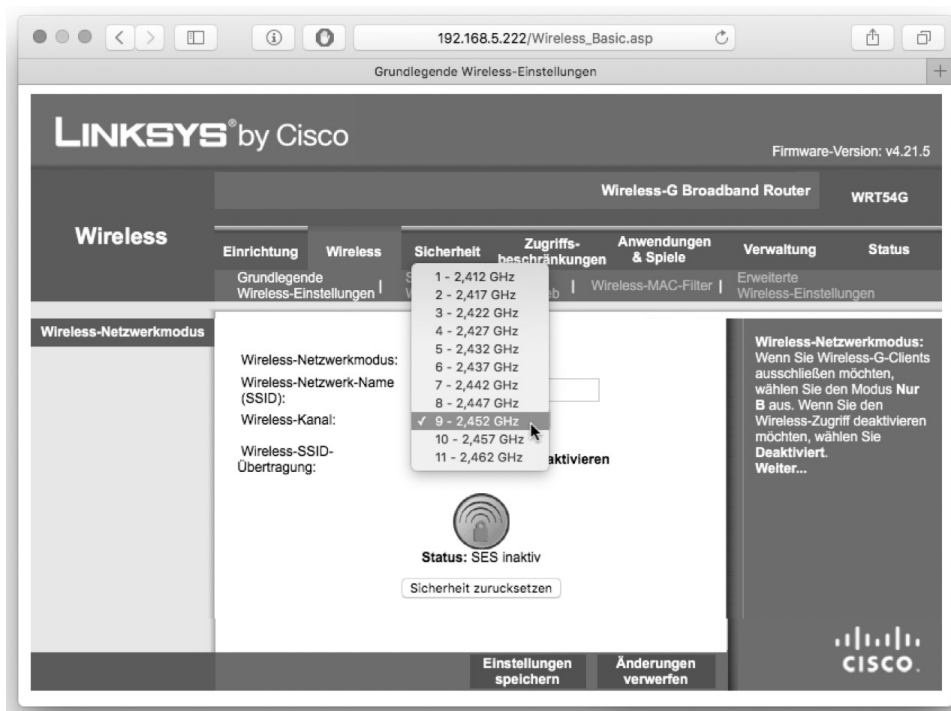 192.168.5.222/Wireless_Basic.asp
Grundlegende Wireless-Einstellungen
LINKSYS® by Cisco
Firmware-Version: v4.21.5
Wireless-G Broadband Router
WRT54G
Wireless
Einrichtung
Wireless
Sicherheit
Zugriffs-
beschränkungen
Anwendungen
& Spiele
Verwaltung
Status
Grundlegende
Wireless-Einstellungen |
| Wireless-MAC-Filter |
Erweiterte
Wireless-Einstellungen
Wireless-Netzwerkmodus
Wireless-Netzwerkmodus:
Wireless-Netzwerk-Name
(SSID):
Wireless-Kanal:
Wireless-SSID-
Übertragung:
1 - 2,412 GHz
2 - 2,417 GHz
3 - 2,422 GHz
4 - 2,427 GHz
5 - 2,432 GHz
6 - 2,437 GHz
7 - 2,442 GHz
8 - 2,447 GHz
✓ 9 - 2,452 GHz
10 - 2,457 GHz
11 - 2,462 GHz
Status: SES inaktiv
Sicherheit zurucksetzen
Wireless-Netzwerkmodus:
Wenn Sie Wireless-G-Clients
ausschließen möchten,
wählen Sie den Modus Nur
B aus. Wenn Sie den
Wireless-Zugriff deaktivieren
möchten, wählen Sie
Deaktiviert.
Weiter...
Einstellungen
speichern
Änderungen
verwerfen
CISCO.